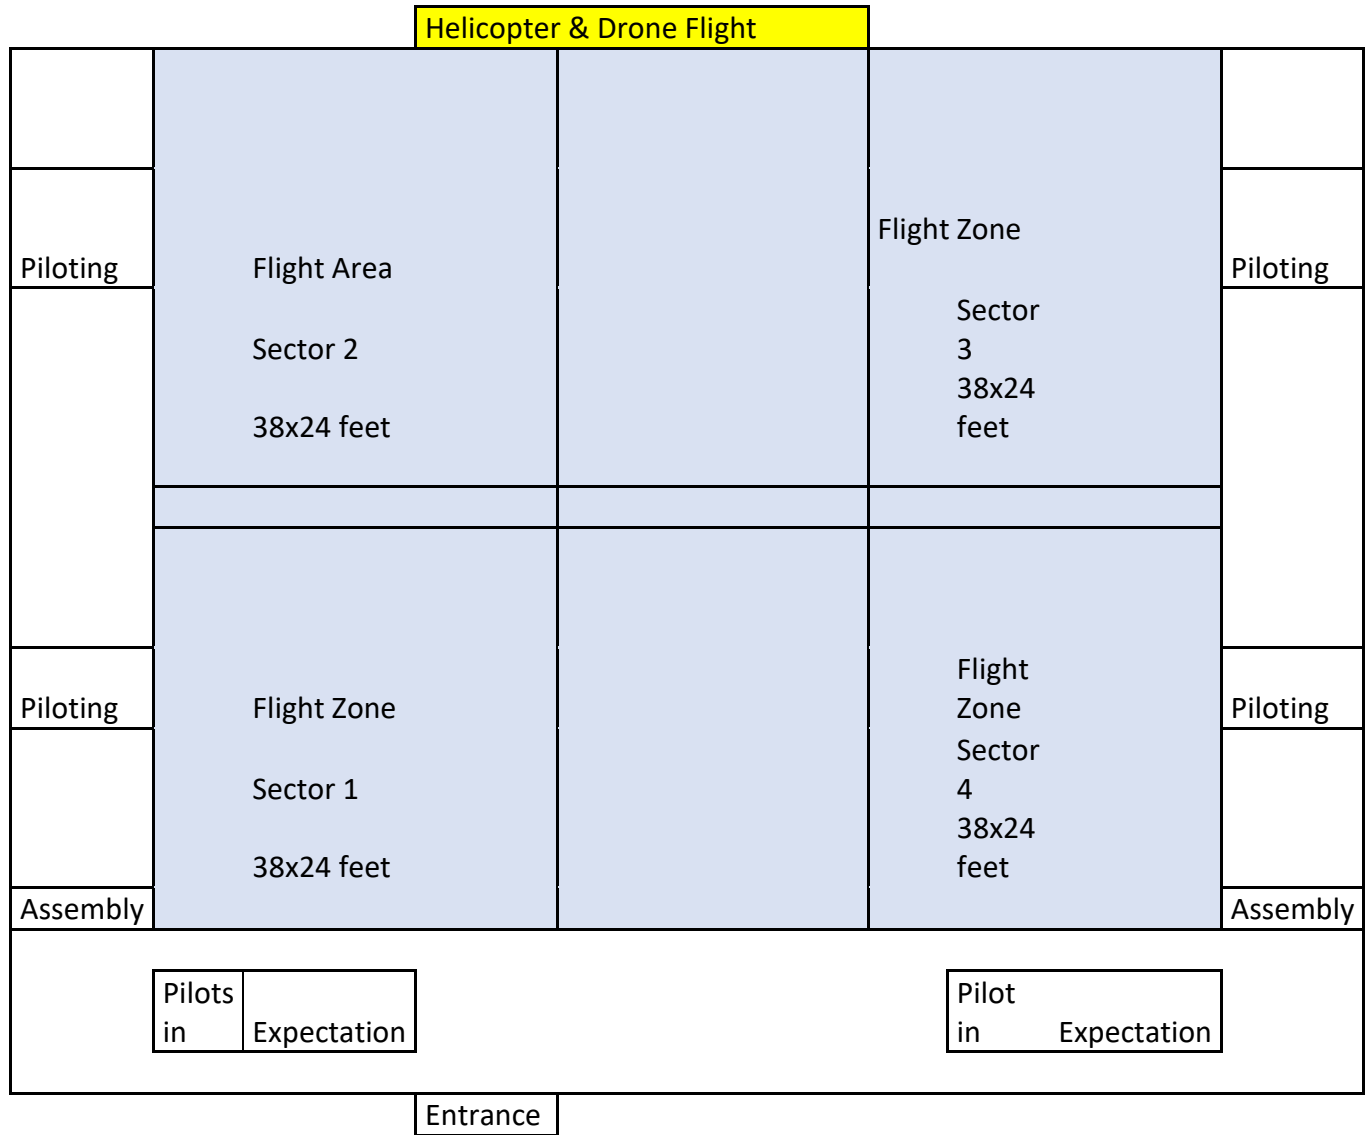 Helicopter & Drone Flight
Flight Zone
Piloting
Flight Area
Piloting
Sector
Sector 2
3
38x24
38x24 feet
feet
Flight
Piloting
Flight Zone
Zone
Piloting
Sector
Sector 1
4
38x24
38x24 feet
feet
Assembly
Assembly
Pilots
in
Expectation
Pilot
in
Expectation
Entrance